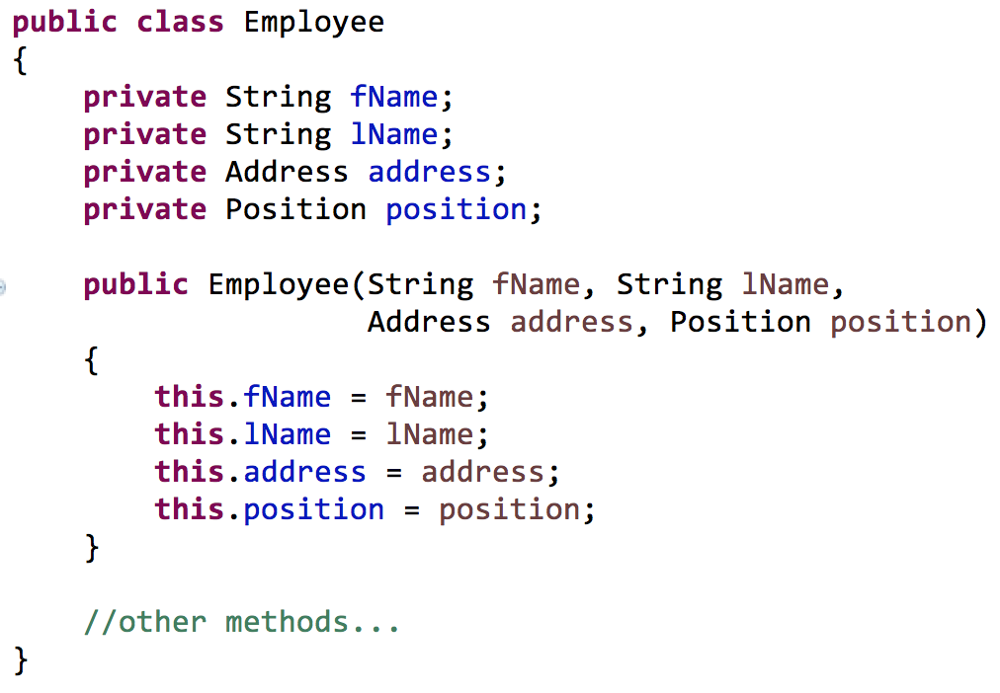 public class Employee
{
    private String fName;
    private String lName;
    private Address address;
    private Position position;

    public Employee(String fName, String lName,
                    Address address, Position position)
    {
        this.fName = fName;
        this.lName = lName;
        this.address = address;
        this.position = position;
    }

    //other methods...
}